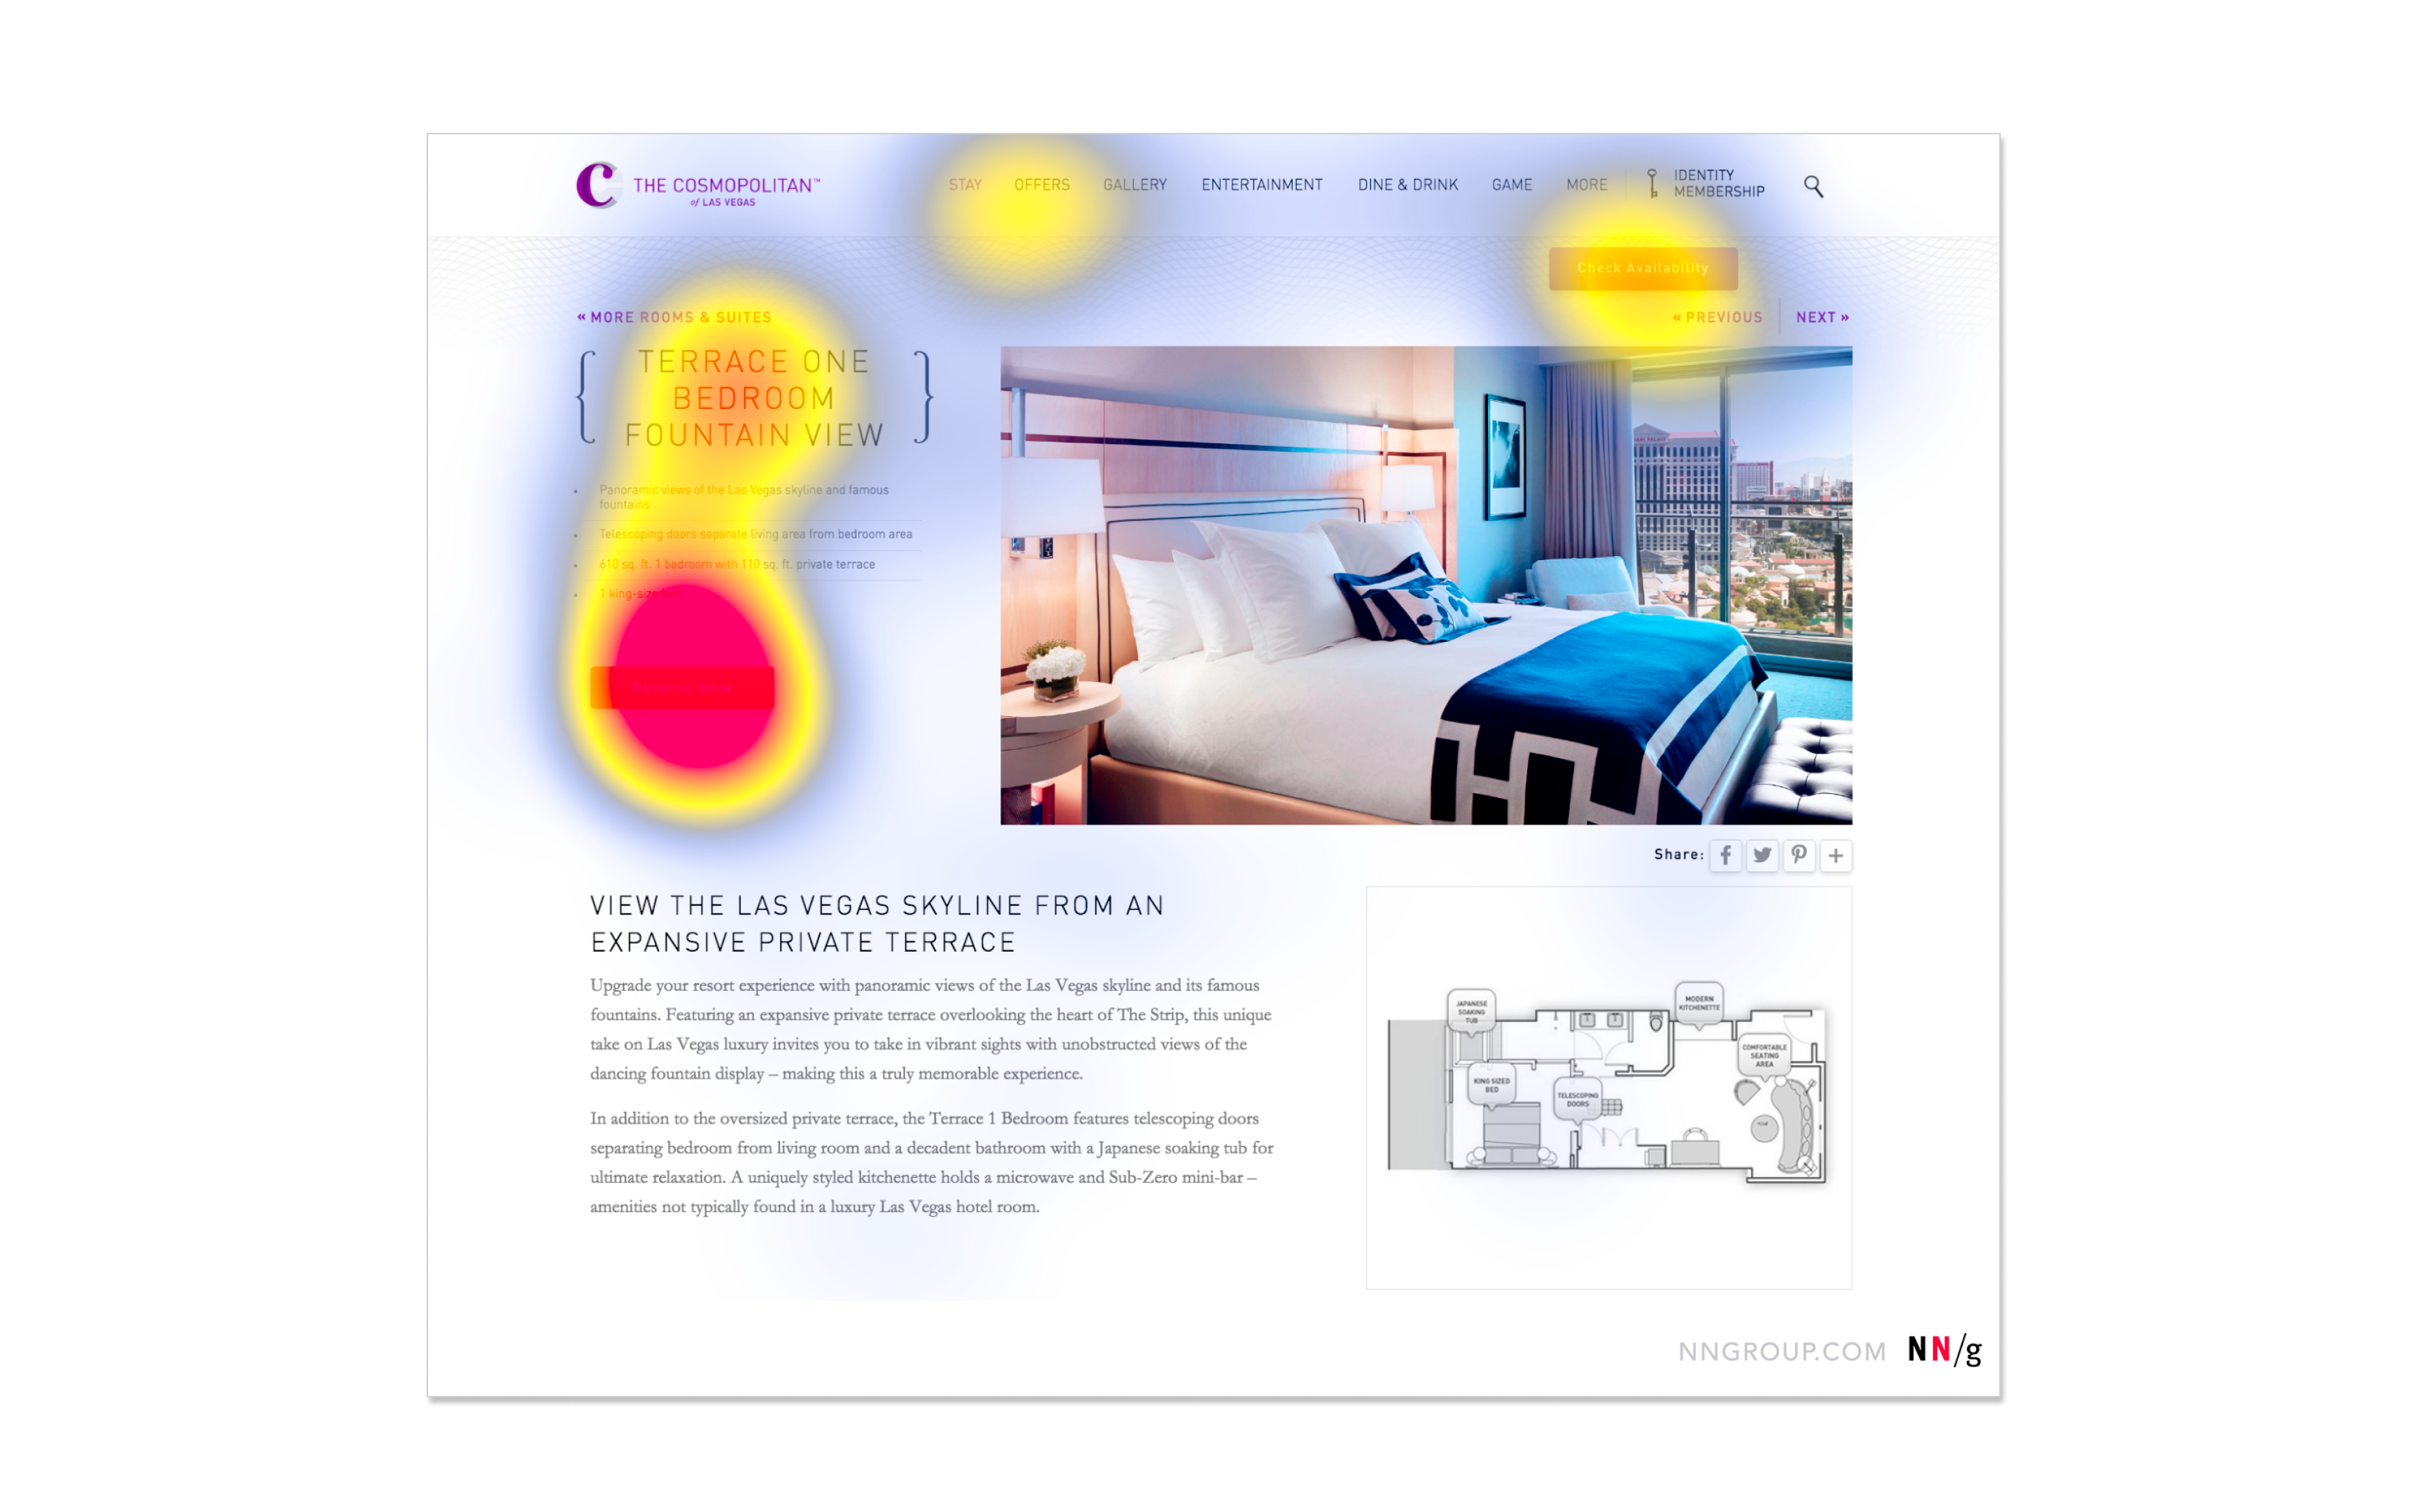 THE COSMOPOLITAN™
of LAS VEGAS
STAY OFFERS GALLERY ENTERTAINMENT DINE & DRINK GAME MORE
IDENTITY
MEMBERSHIP
Check Availability
« MORE ROOMS & SUITES
« PREVIOUS
NEXT »
TERRACE ONE
BEDROOM
FOUNTAIN VIEW
Panoramic views of the Las Vegas skyline and famous
fountains
Telescoping doors separate living area from bedroom area
610 sq. ft. 1 bedroom with 110 sq. ft. private terrace
1 king-size bed
Reserve Now
Share:
VIEW THE LAS VEGAS SKYLINE FROM AN
EXPANSIVE PRIVATE TERRACE
Upgrade your resort experience with panoramic views of the Las Vegas skyline and its famous
fountains. Featuring an expansive private terrace overlooking the heart of The Strip, this unique
take on Las Vegas luxury invites you to take in vibrant sights with unobstructed views of the
dancing fountain display – making this a truly memorable experience.
In addition to the oversized private terrace, the Terrace 1 Bedroom features telescoping doors
separating bedroom from living room and a decadent bathroom with a Japanese soaking tub for
ultimate relaxation. A uniquely styled kitchenette holds a microwave and Sub-Zero mini-bar –
amenities not typically found in a luxury Las Vegas hotel room.
JAPANESE
SOAKING
TUB
MODERN
KITCHENETTE
COMFORTABLE
SEATING
AREA
KING SIZED
BED
TELESCOPING
DOORS
NNGROUP.COM NN/g